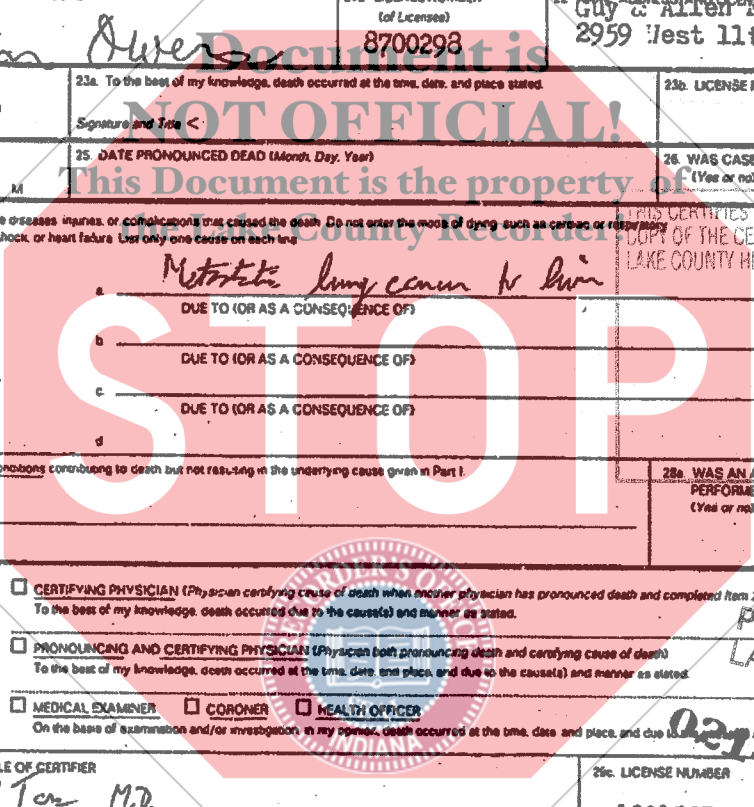 (of Licensee)
Guy & Allen
Owens
8700298
2959 West 11t
Document is
23a. To the best of my knowledge, death occurred at the time, date, and place stated.
23b. LICENSE
NOT OFFICIAL!
Signature and Title <
25. DATE PRONOUNCED DEAD (Month, Day, Year)
26. WAS CASE
(Yes or no)
M
This Document is the property of
the Lake County Recorder!
e diseases injuries, or complications that caused the death. Do not enter the mode of dying, such as cardiac or respiratory
shock, or heart failure. List only one cause on each line
THIS CERTIFIES
COPY OF THE CE
LAKE COUNTY HE
a. Metastatic lung cancer to liver
DUE TO (OR AS A CONSEQUENCE OF)
b
DUE TO (OR AS A CONSEQUENCE OF)
c
DUE TO (OR AS A CONSEQUENCE OF)
d
STOP
onditions contributing to death but not resulting in the underlying cause given in Part I.
28a. WAS AN A
PERFORME
(Yes or no)
RECORDER'S OF
CERTIFYING PHYSICIAN (Physician certifying cause of death when another physician has pronounced death and completed Item 2
To the best of my knowledge, death occurred due to the cause(s) and manner as stated.
PRONOUNCING AND CERTIFYING PHYSICIAN (Physician both pronouncing death and certifying cause of death)
To the best of my knowledge, death occurred at the time, date, and place, and due to the cause(s) and manner as stated.
MEDICAL EXAMINER CORONER HEALTH OFFICER
On the basis of examination and/or investigation, in my opinion, death occurred at the time, date and place, and due to
INDIANA
LE OF CERTIFIER
M.D.
29c. LICENSE NUMBER